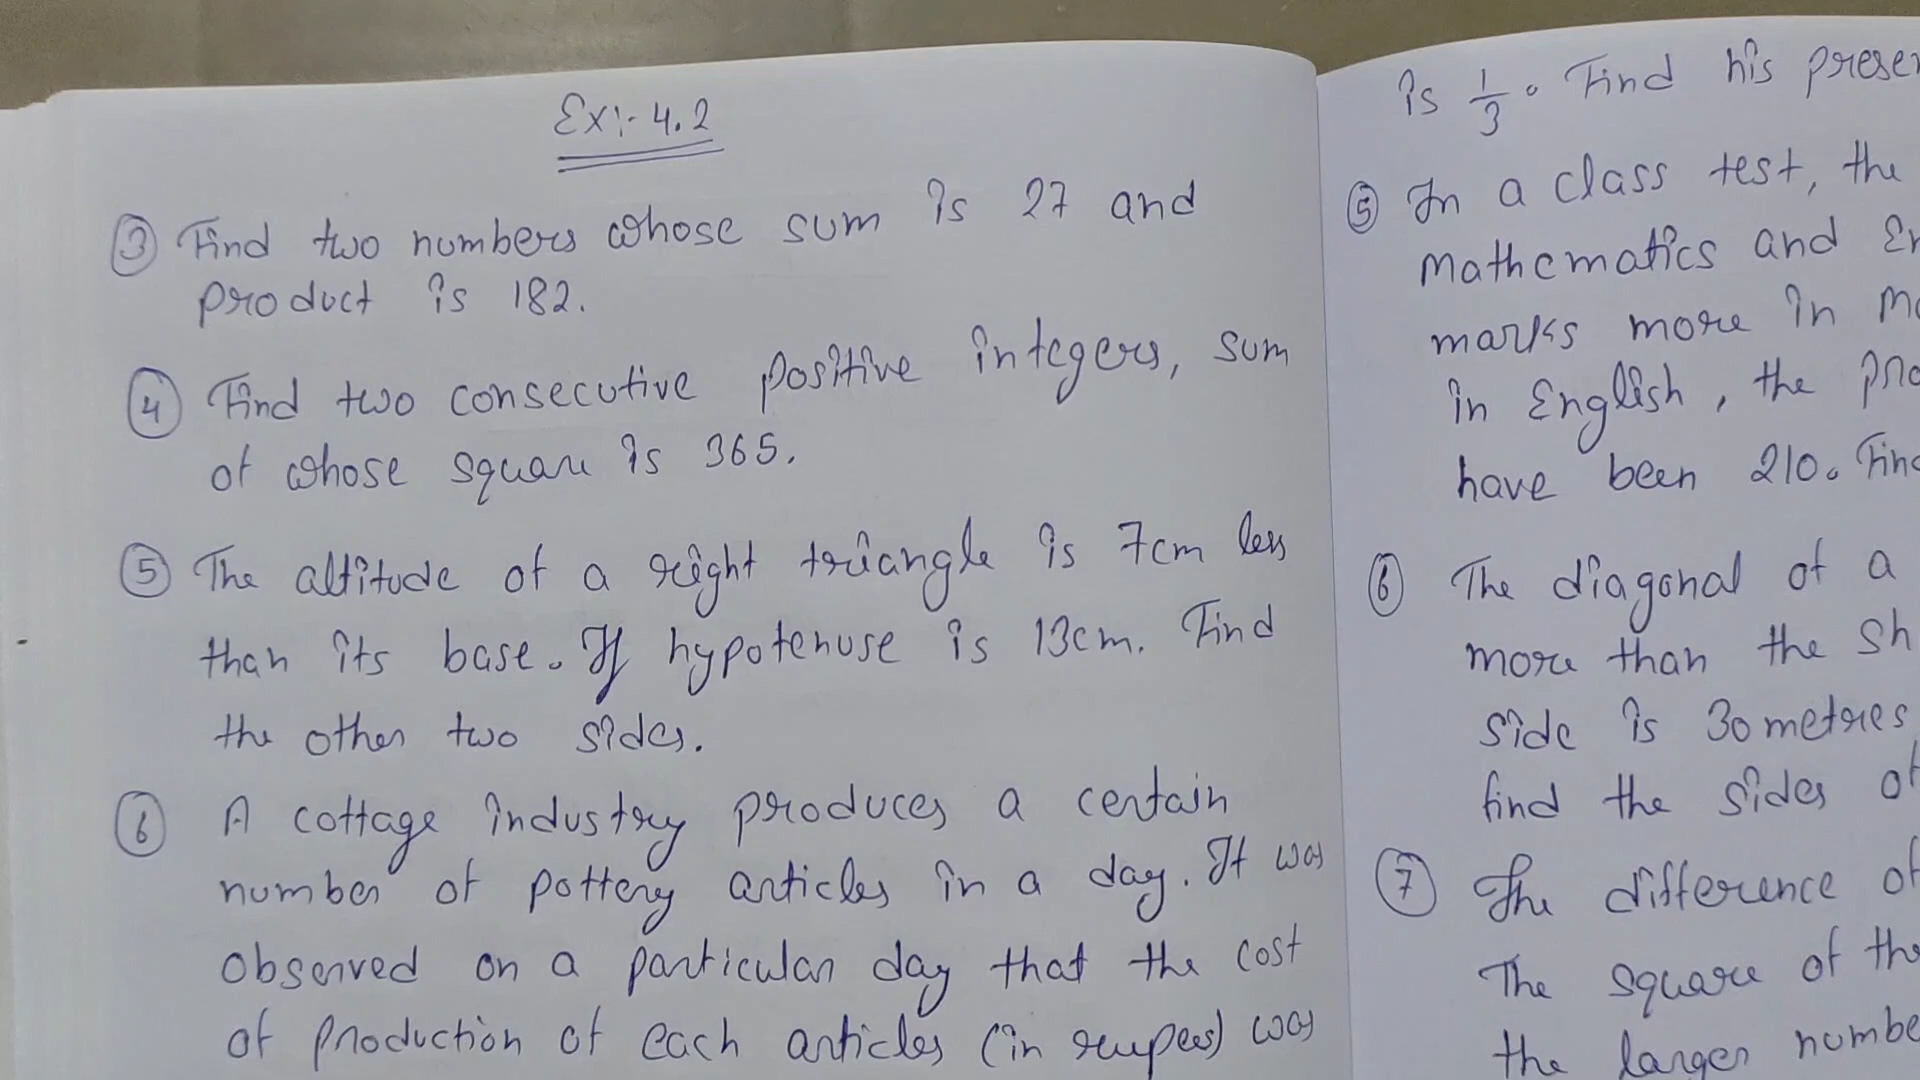 Ex:- 4.2
③ Find two numbers whose sum is 27 and
product is 182.
④ Find two consecutive positive integers, sum
of whose square is 365.
⑤ The altitude of a right triangle is 7cm less
than its base. If hypotenuse is 13cm. Find
the other two sides.
⑥ A cottage industry produces a certain
number of pottery articles in a day. It was
observed on a particular day that the cost
of production of each articles (in rupees) was
is 1/3. Find his
⑤ In a class test, the
Mathematics and
marks more in
in English, the
have been 210.
⑥ The diagonal of a
more than the
side is 30 metres
find the sides of
⑦ The difference of
The square of the
the larger